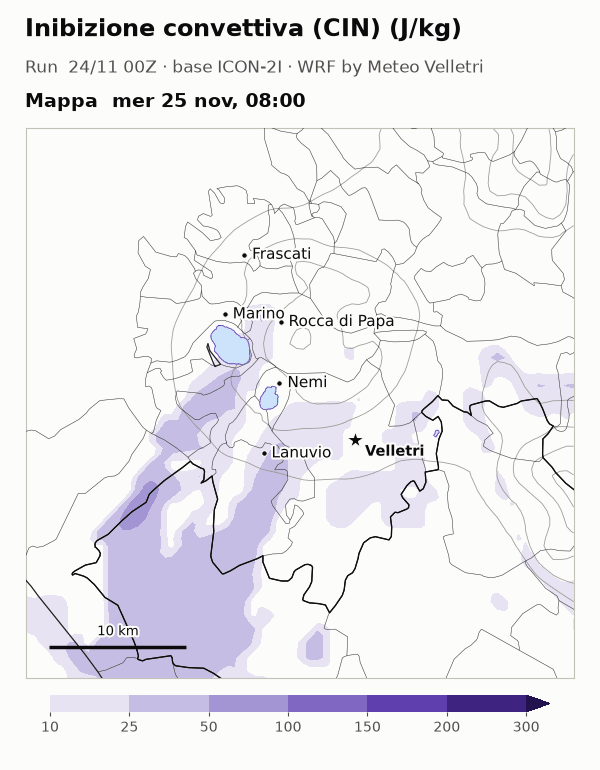 Inibizione convettiva (CIN) (J/kg)
Run  24/11 00Z · base ICON-2I · WRF by Meteo Velletri
Mappa  mer 25 nov, 08:00
Frascati
Marino
Rocca di Papa
Nemi
Velletri
Lanuvio
10 km
10 25 50 100 150 200 300